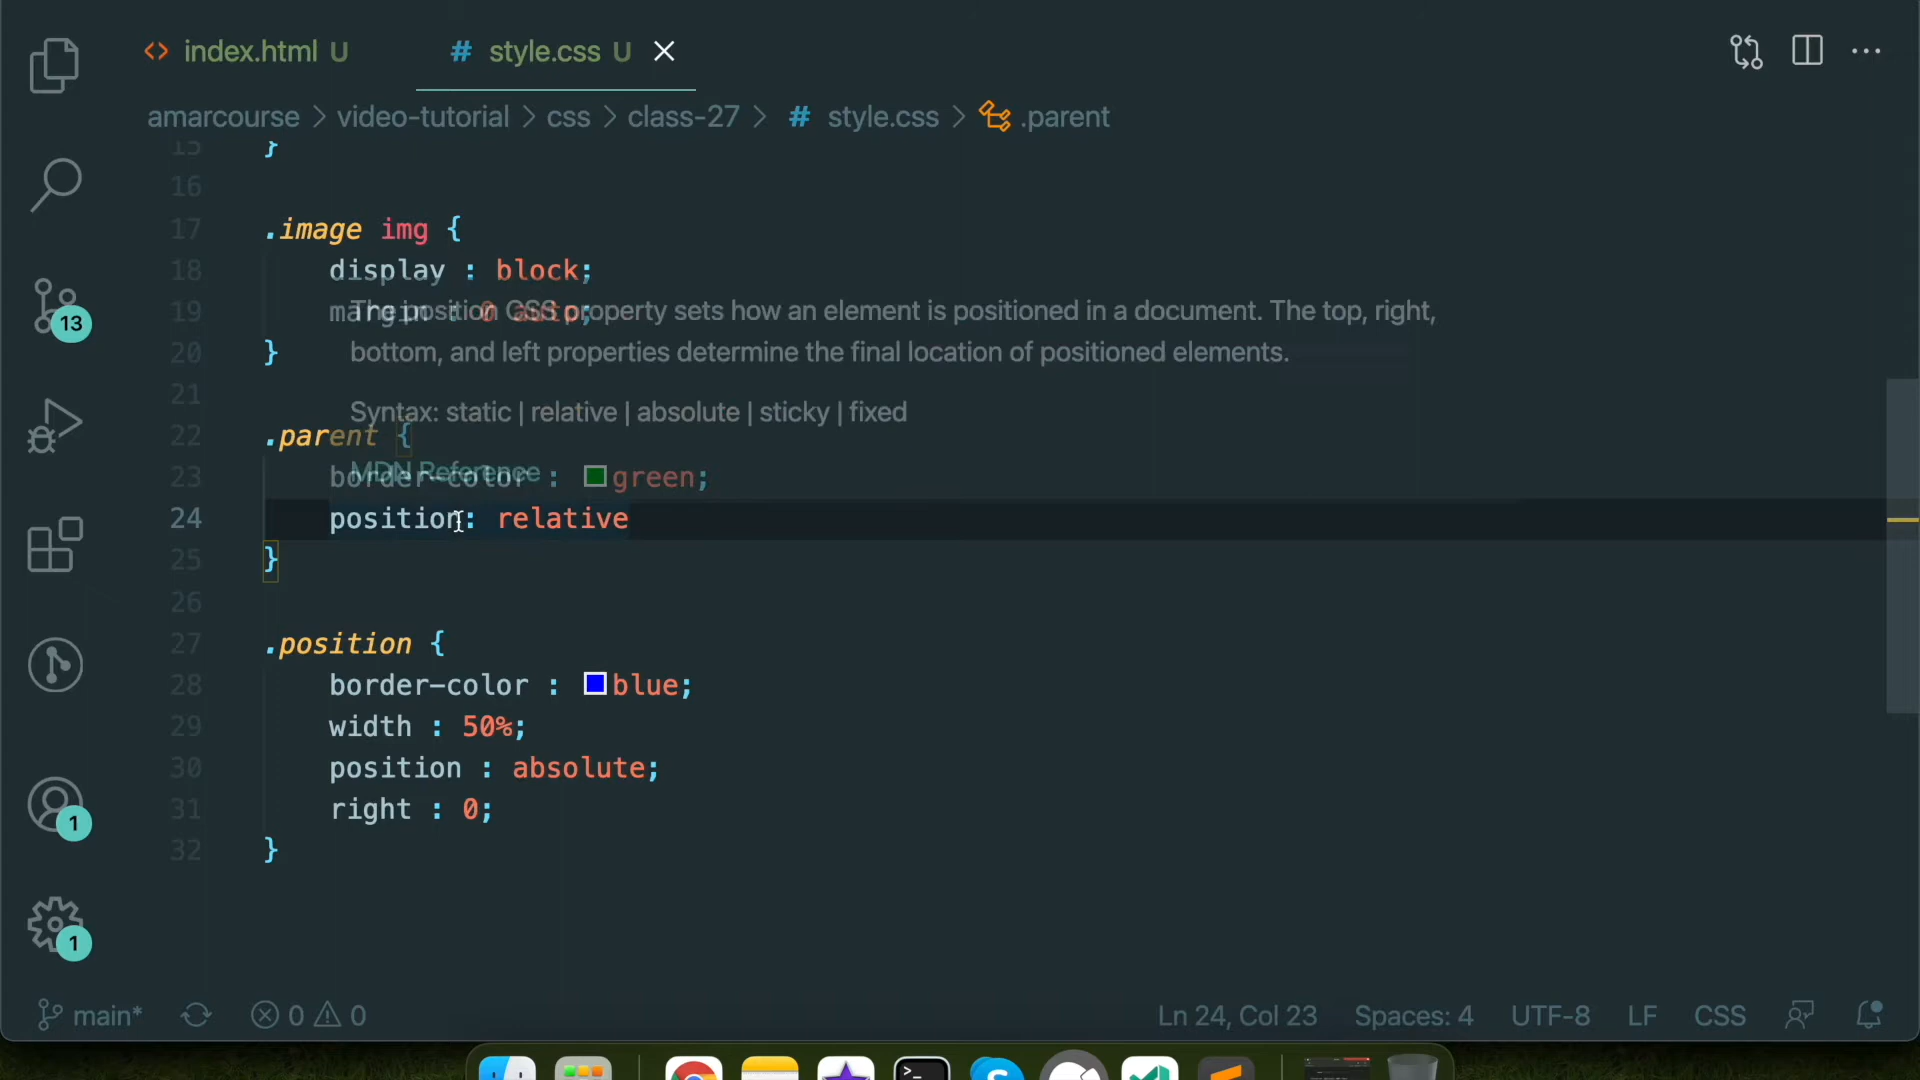 <> index.html U # style.css U ×
amarcourse > video-tutorial > css > class-27 > # style.css > .parent
15 }
16
17 .image img {
18 display : block;
19 margin : 0 auto;
The position CSS property sets how an element is positioned in a document. The top, right,
20 }
bottom, and left properties determine the final location of positioned elements.
21
Syntax: static | relative | absolute | sticky | fixed
22 .parent {
MDN Reference
23 border-color : green;
24 position: relative
25 }
26
27 .position {
28 border-color : blue;
29 width : 50%;
30 position : absolute;
31 right : 0;
32 }
13
1
1
main* 0 0 Ln 24, Col 23 Spaces: 4 UTF-8 LF CSS